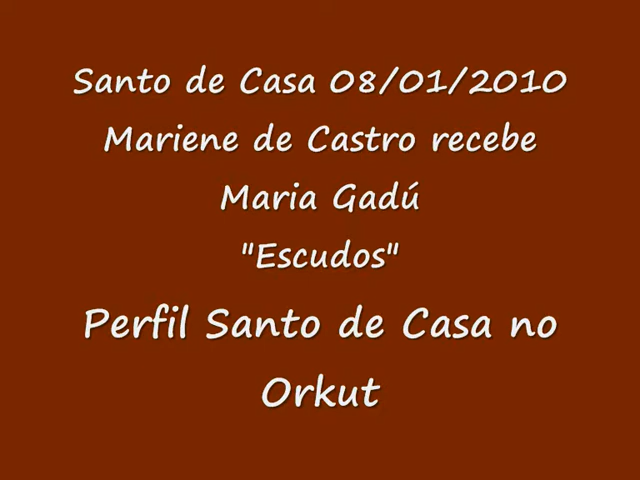 Santo de Casa 08/01/2010
Mariene de Castro recebe
Maria Gadú
"Escudos"
Perfil Santo de Casa no
Orkut